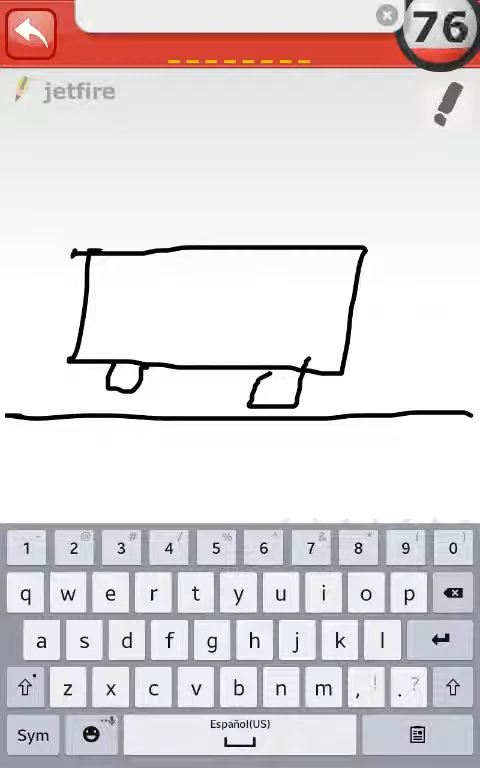 76
jetfire
1 - 2 @ 3 # 4 / 5 % 6 ^ 7 & 8 * 9 ( 0 )
q w e r t y u i o p
a s d f g h j k l
z x c v b n m , ! . ?
Sym Español(US)